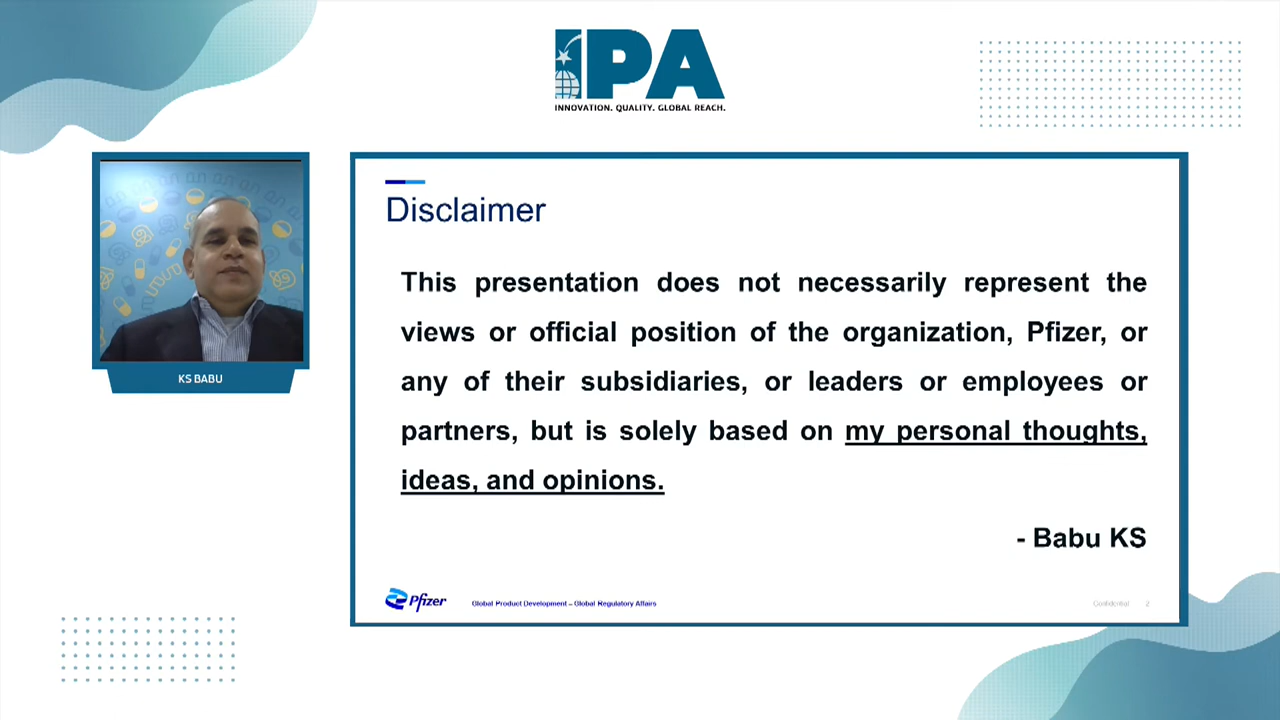 IPA
INNOVATION. QUALITY. GLOBAL REACH.
KS BABU
Disclaimer
This presentation does not necessarily represent the
views or official position of the organization, Pfizer, or
any of their subsidiaries, or leaders or employees or
partners, but is solely based on my personal thoughts,
ideas, and opinions.
- Babu KS
Pfizer
Global Product Development – Global Regulatory Affairs
Confidential
2